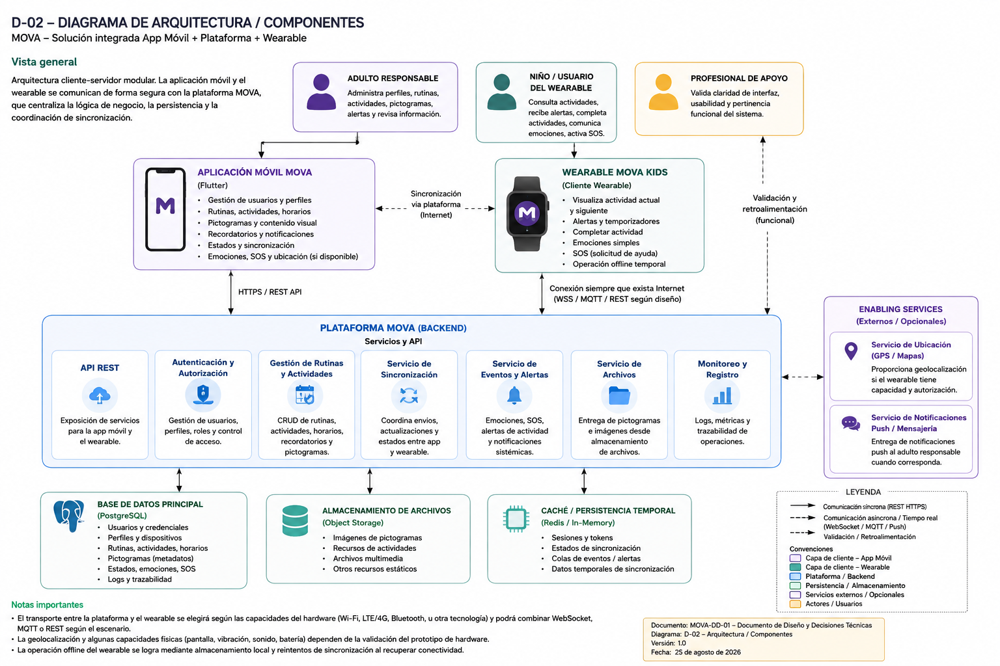 D-02 – DIAGRAMA DE ARQUITECTURA / COMPONENTES
MOVA – Solución integrada App Móvil + Plataforma + Wearable
Vista general
Arquitectura cliente-servidor modular. La aplicación móvil y el
wearable se comunican de forma segura con la plataforma MOVA,
que centraliza la lógica de negocio, la persistencia y la
coordinación de sincronización.
ADULTO RESPONSABLE
Administra perfiles, rutinas,
actividades, pictogramas,
alertas y revisa información.
NIÑO / USUARIO
DEL WEARABLE
Consulta actividades,
recibe alertas, completa
actividades, comunica
emociones, activa SOS.
PROFESIONAL DE APOYO
Valida claridad de interfaz,
usabilidad y pertinencia
funcional del sistema.
M
APLICACIÓN MÓVIL MOVA
(Flutter)
• Gestión de usuarios y perfiles
• Rutinas, actividades, horarios
• Pictogramas y contenido visual
• Recordatorios y notificaciones
• Estados y sincronización
• Emociones, SOS y ubicación (si disponible)
Sincronización
via plataforma
(Internet)
M
WEARABLE MOVA KIDS
(Cliente Wearable)
• Visualiza actividad actual
y siguiente
• Alertas y temporizadores
• Completar actividad
• Emociones simples
• SOS (solicitud de ayuda)
• Operación offline temporal
Validación y
retroalimentación
(funcional)
HTTPS / REST API
Conexión siempre que exista Internet
(WSS / MQTT / REST según diseño)
PLATAFORMA MOVA (BACKEND)
Servicios y API
API REST
Exposición de servicios
para la app móvil y
el wearable.
Autenticación y
Autorización
Gestión de usuarios,
perfiles, roles y control
de acceso.
Gestión de Rutinas
y Actividades
CRUD de rutinas,
actividades, horarios,
recordatorios y
pictogramas.
Servicio de
Sincronización
Coordina envios,
actualizaciones y
estados entre app
y wearable.
Servicio de
Eventos y Alertas
Emociones, SOS,
alertas de actividad
y notificaciones
sistémicas.
Servicio de
Archivos
Entrega de pictogramas
e imágenes desde
almacenamiento
de archivos.
Monitoreo y
Registro
Logs, métricas y
trazabilidad de
operaciones.
ENABLING SERVICES
(Externos / Opcionales)
Servicio de Ubicación
(GPS / Mapas)
Proporciona geolocalización
si el wearable tiene
capacidad y autorización.
Servicio de Notificaciones
Push / Mensajería
Entrega de notificaciones
push al adulto responsable
cuando corresponda.
BASE DE DATOS PRINCIPAL
(PostgreSQL)
• Usuarios y credenciales
• Perfiles y dispositivos
• Rutinas, actividades, horarios
• Pictogramas (metadatos)
• Estados, emociones, SOS
• Logs y trazabilidad
ALMACENAMIENTO DE ARCHIVOS
(Object Storage)
• Imágenes de pictogramas
• Recursos de actividades
• Archivos multimedia
• Otros recursos estáticos
CACHÉ / PERSISTENCIA TEMPORAL
(Redis / In-Memory)
• Sesiones y tokens
• Estados de sincronización
• Colas de eventos / alertas
• Datos temporales de sincronización
LEYENDA
Comunicación síncrona (REST HTTPS)
Comunicación asíncrona / Tiempo real
(WebSocket / MQTT / Push)
Validación / Retroalimentación
Convenciones
Capa de cliente – App Móvil
Capa de cliente – Wearable
Plataforma / Backend
Persistencia / Almacenamiento
Servicios externos / Opcionales
Actores / Usuarios
Notas importantes
• El transporte entre la plataforma y el wearable se elegirá según las capacidades del hardware (Wi-Fi, LTE/4G, Bluetooth, u otra tecnología) y podrá combinar WebSocket,
MQTT o REST según el escenario.
• La geolocalización y algunas capacidades físicas (pantalla, vibración, sonido, batería) dependen de la validación del prototipo de hardware.
• La operación offline del wearable se logra mediante almacenamiento local y reintentos de sincronización al recuperar conectividad.
Documento: MOVA-DD-01 – Documento de Diseño y Decisiones Técnicas
Diagrama: D-02 – Arquitectura / Componentes
Versión: 1.0
Fecha: 25 de agosto de 2026